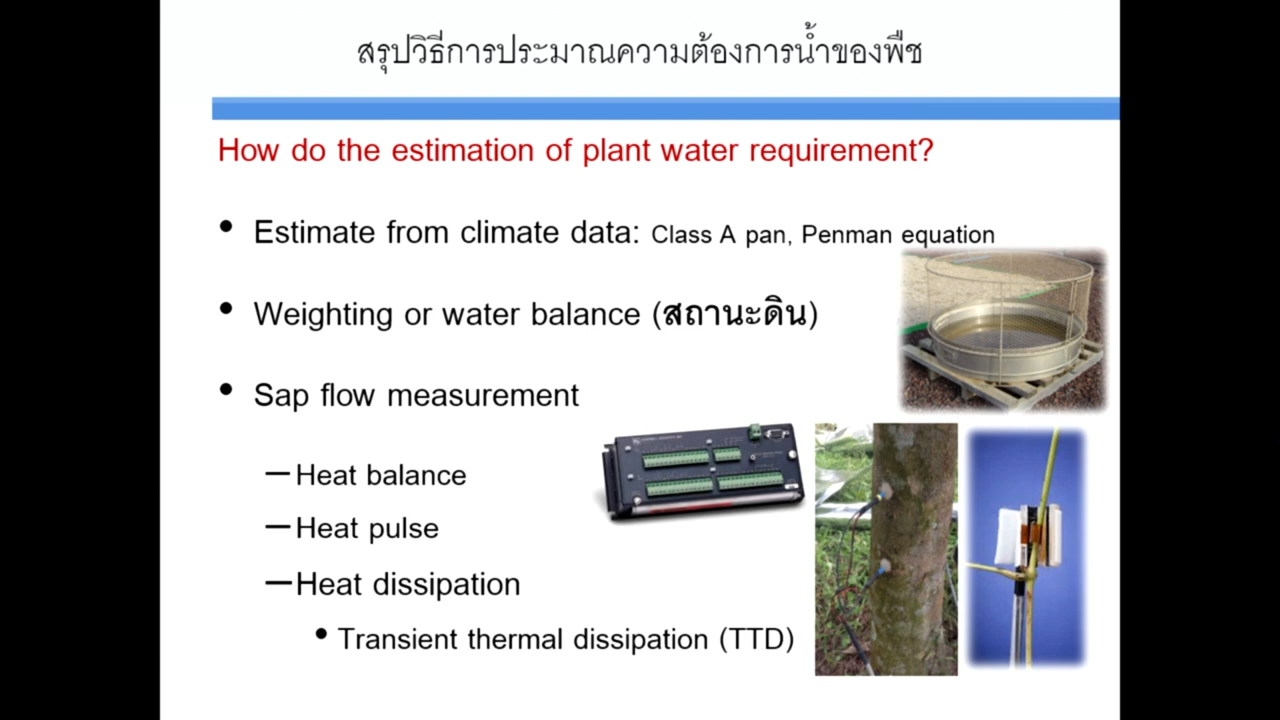 สรุปวิธีการประมาณความต้องการน้ำของพืช
How do the estimation of plant water requirement?
• Estimate from climate data: Class A pan, Penman equation
• Weighting or water balance (สถานะดิน)
• Sap flow measurement
– Heat balance
– Heat pulse
– Heat dissipation
• Transient thermal dissipation (TTD)